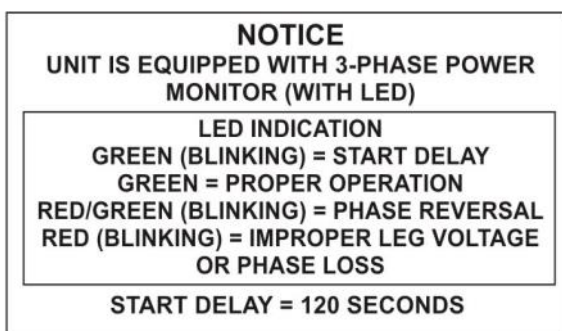 NOTICE
UNIT IS EQUIPPED WITH 3-PHASE POWER
MONITOR (WITH LED)
LED INDICATION
GREEN (BLINKING) = START DELAY
GREEN = PROPER OPERATION
RED/GREEN (BLINKING) = PHASE REVERSAL
RED (BLINKING) = IMPROPER LEG VOLTAGE
OR PHASE LOSS
START DELAY = 120 SECONDS